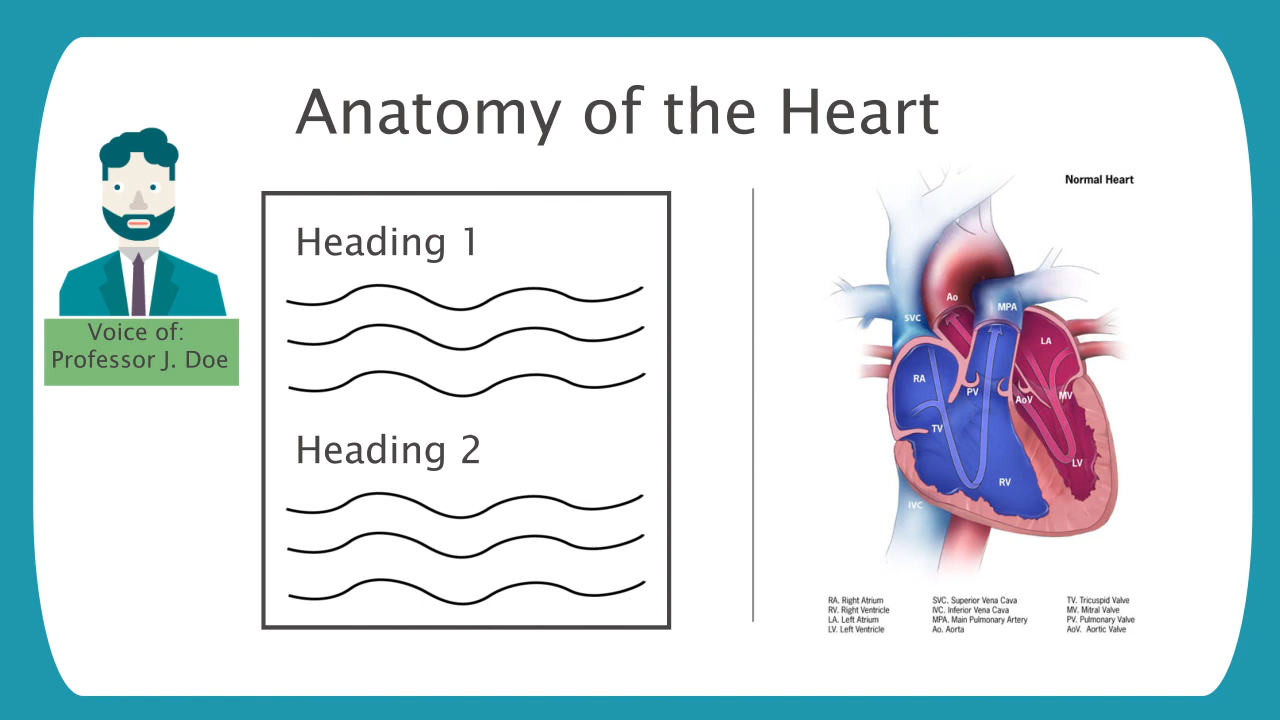 Anatomy of the Heart
Voice of:
Professor J. Doe
Heading 1
Heading 2
Normal Heart
Ao
MPA
SVC
LA
RA
PV
AoV
MV
TV
LV
RV
IVC
RA. Right Atrium
RV. Right Ventricle
LA. Left Atrium
LV. Left Ventricle
SVC. Superior Vena Cava
IVC. Inferior Vena Cava
MPA. Main Pulmonary Artery
Ao. Aorta
TV. Tricuspid Valve
MV. Mitral Valve
PV. Pulmonary Valve
AoV. Aortic Valve